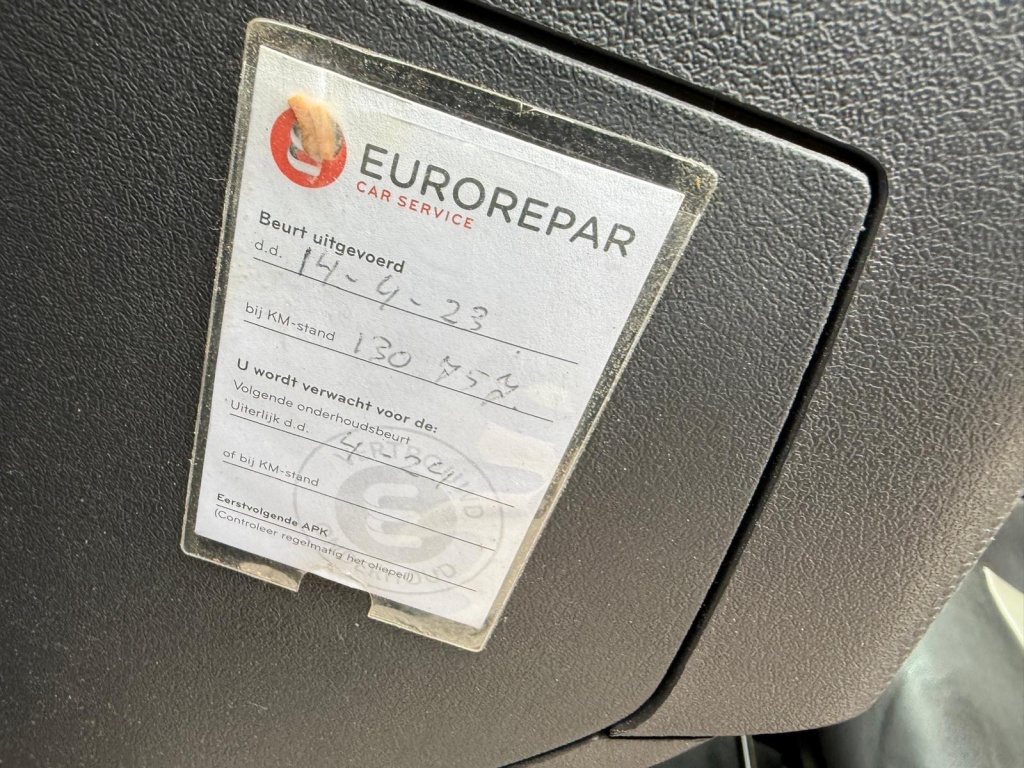 EUROREPAR
CAR SERVICE
Beurt uitgevoerd
d.d. 14-4-23
bij KM-stand 130 757
U wordt verwacht voor de:
Volgende onderhoudsbeurt
Uiterlijk d.d.
of bij KM-stand
Eerstvolgende APK
(Controleer regelmatig het oliepeil)